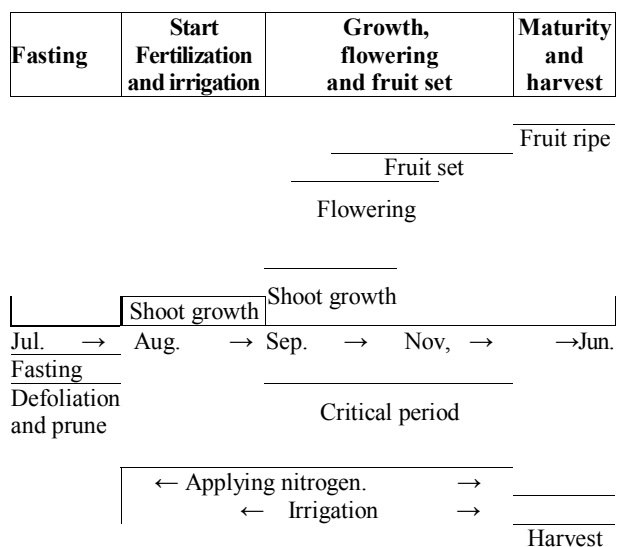 Fasting
Start
Fertilization
and irrigation
Growth,
flowering
and fruit set
Maturity
and
harvest
Fruit ripe
Fruit set
Flowering
Shoot growth
Shoot growth
Jul. → Aug. → Sep. → Nov, → →Jun.
Fasting
Defoliation
and prune
Critical period
← Applying nitrogen. →
← Irrigation →
Harvest